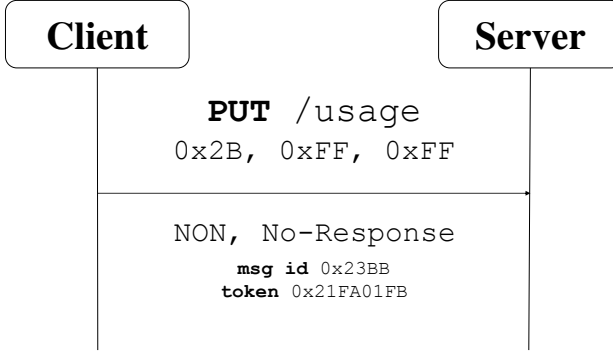 Client
Server
PUT /usage
0x2B, 0xFF, 0xFF
NON, No-Response
msg id 0x23BB
token 0x21FA01FB